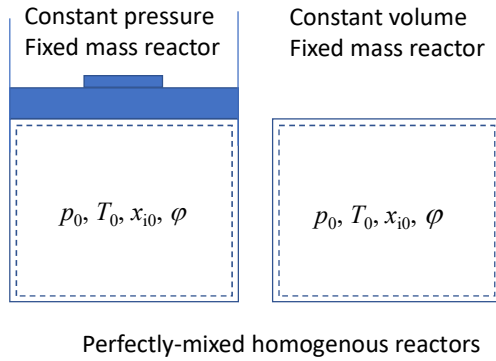 Constant pressure
Fixed mass reactor
Constant volume
Fixed mass reactor
p₀, T₀, xᵢ₀, φ
p₀, T₀, xᵢ₀, φ
Perfectly-mixed homogenous reactors